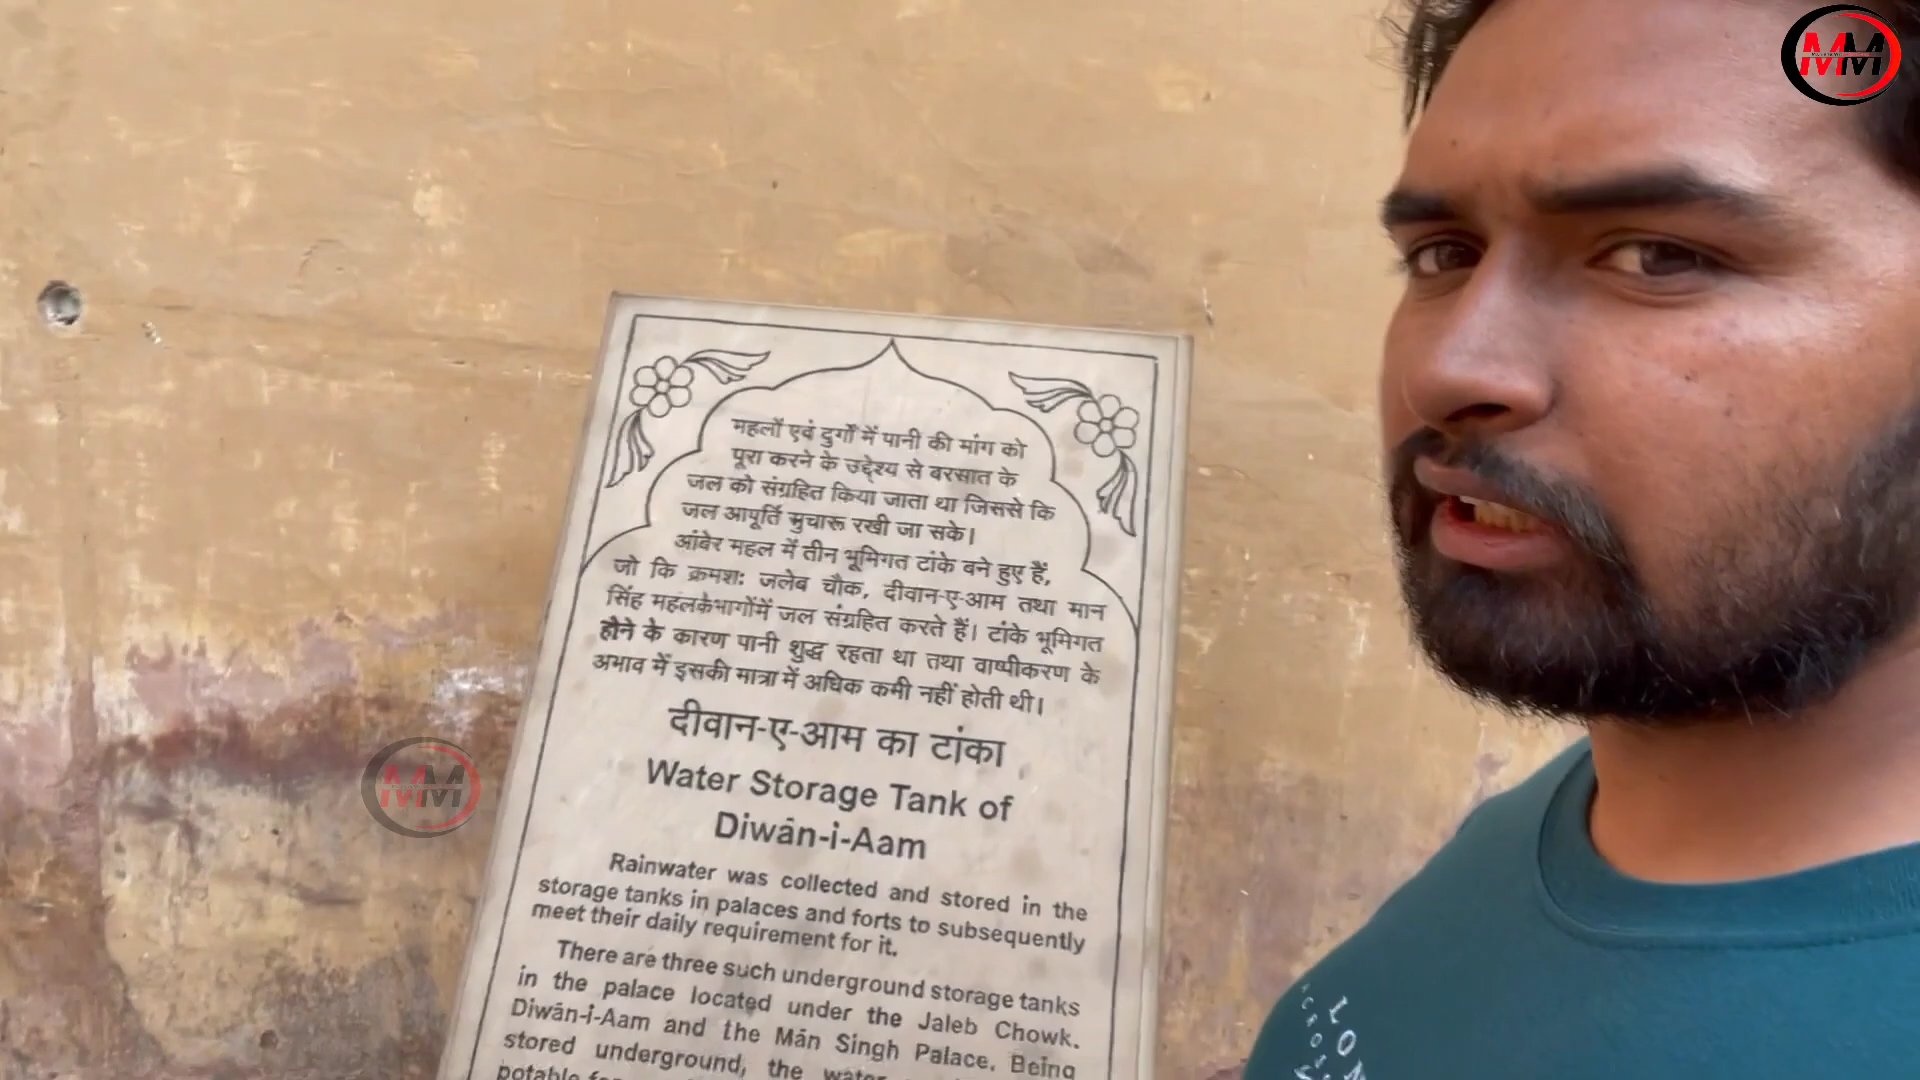 महलों एवं दुर्गों में पानी की मांग को
पूरा करने के उद्देश्य से बरसात के
जल को संग्रहित किया जाता था जिससे कि
जल आपूर्ति सुचारू रखी जा सके।
आंबेर महल में तीन भूमिगत टांके बने हुए हैं,
जो कि क्रमश: जलेब चौक, दीवान-ए-आम तथा मान
सिंह महलकेभागोंमें जल संग्रहित करते हैं। टांके भूमिगत
होने के कारण पानी शुद्ध रहता था तथा वाष्पीकरण के
अभाव में इसकी मात्रा में अधिक कमी नहीं होती थी।
दीवान-ए-आम का टांका
Water Storage Tank of
Diwān-i-Aam
Rainwater was collected and stored in the
storage tanks in palaces and forts to subsequently
meet their daily requirement for it.
There are three such underground storage tanks
in the palace located under the Jaleb Chowk.
Diwān-i-Aam and the Mān Singh Palace. Being
stored underground, the water
potable
MM
MM